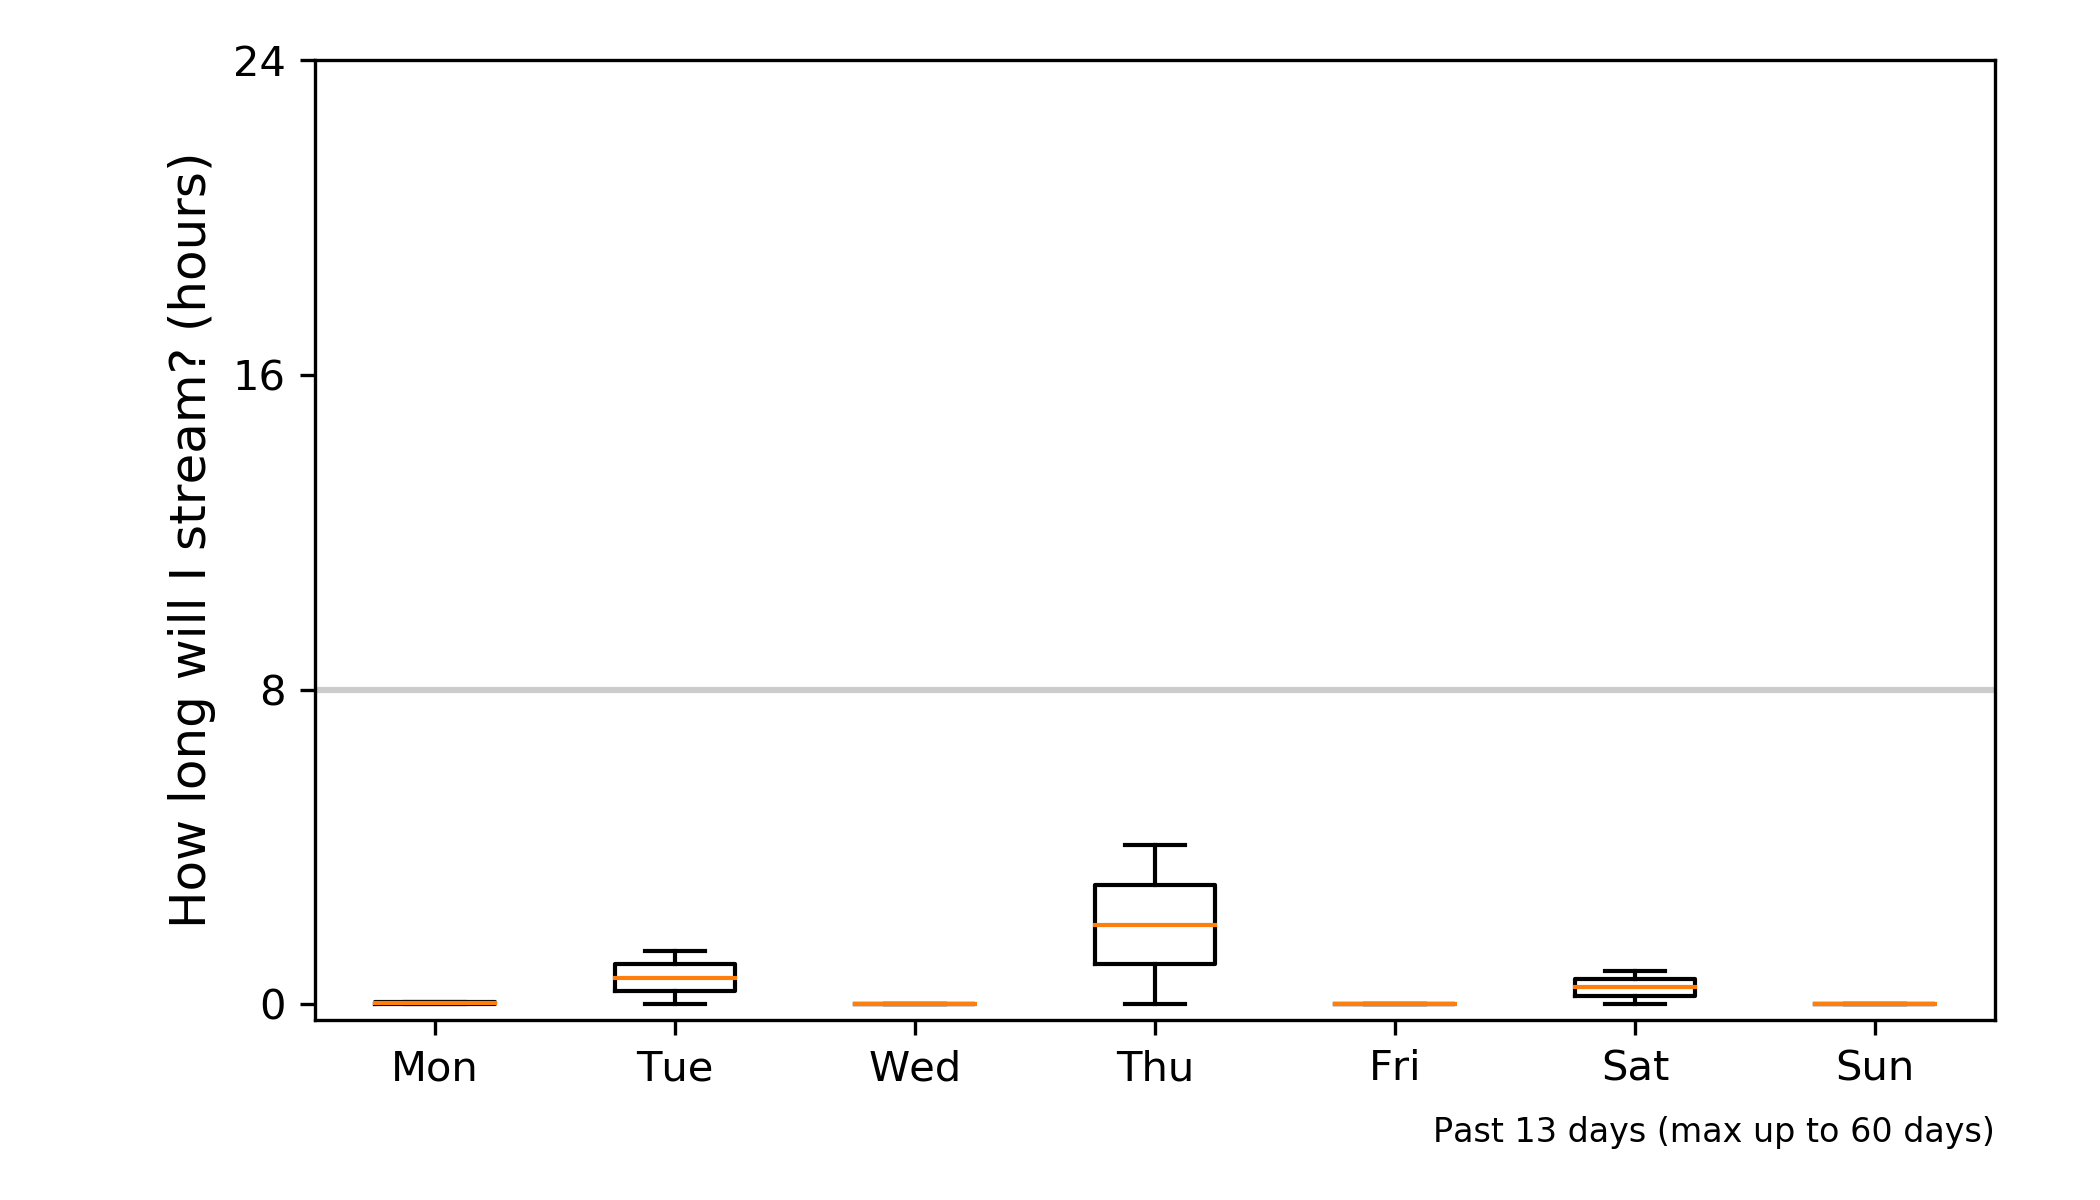 How long will I stream? (hours)
24
16
8
0
Mon Tue Wed Thu Fri Sat Sun
Past 13 days (max up to 60 days)